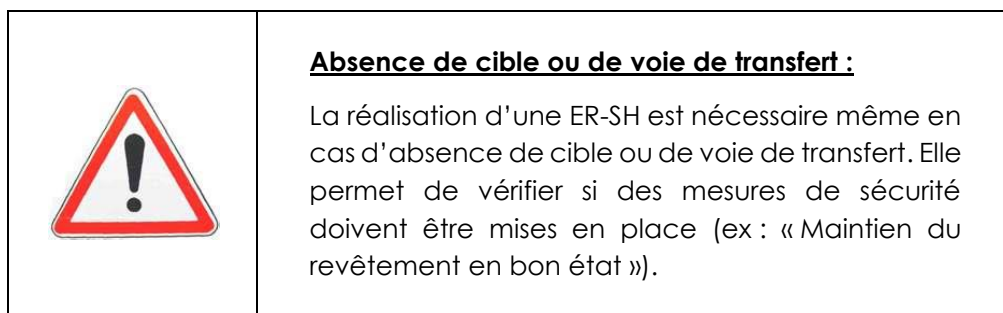 Absence de cible ou de voie de transfert :
La réalisation d’une ER-SH est nécessaire même en
cas d’absence de cible ou de voie de transfert. Elle
permet de vérifier si des mesures de sécurité
doivent être mises en place (ex : « Maintien du
revêtement en bon état »).